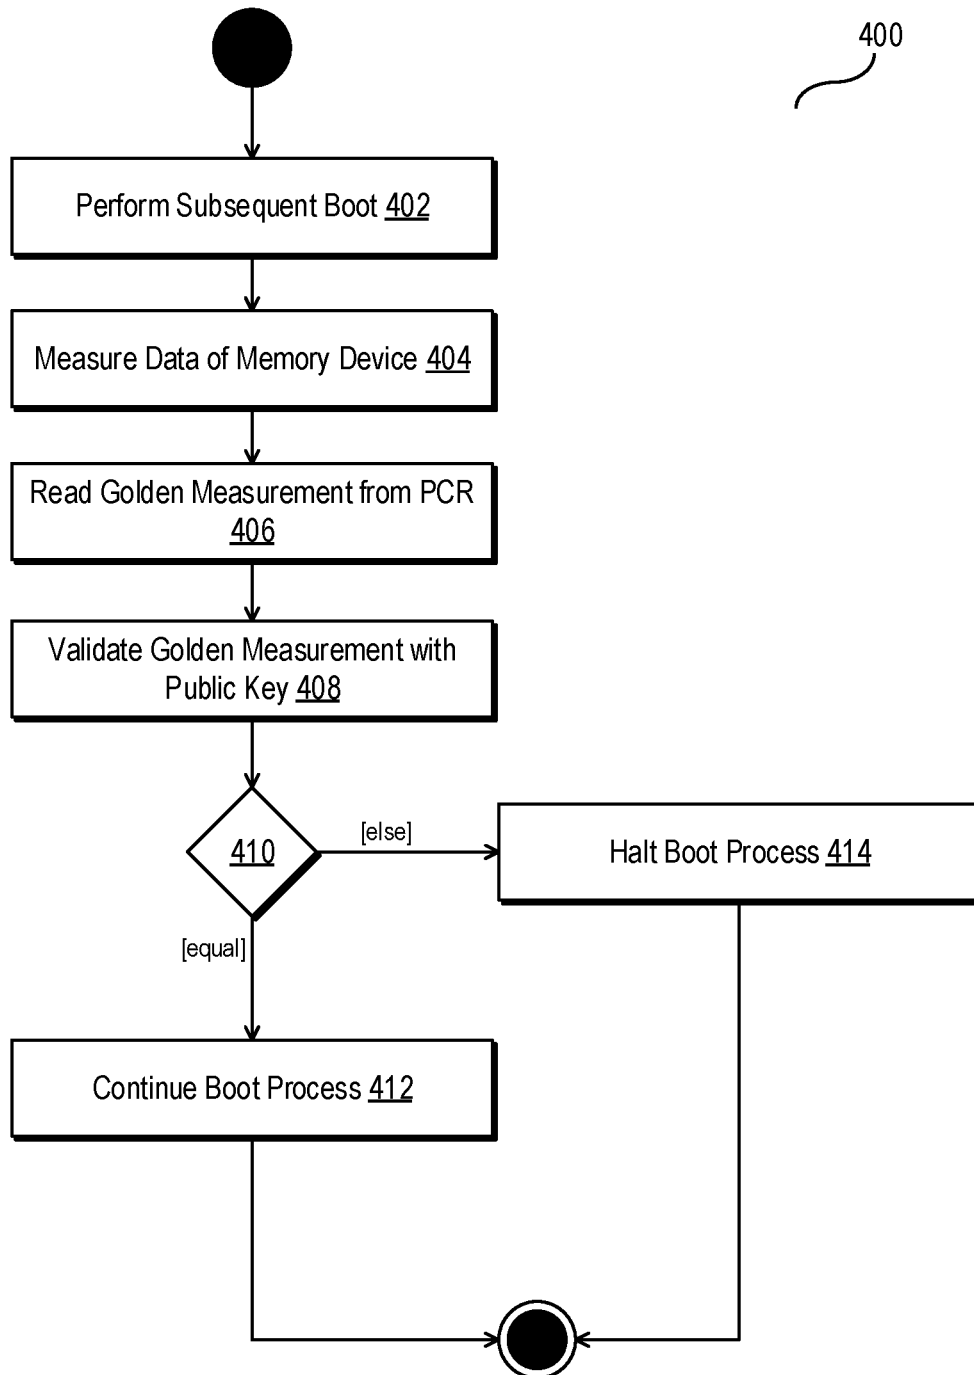 400
Perform Subsequent Boot 402
Measure Data of Memory Device 404
Read Golden Measurement from PCR
406
Validate Golden Measurement with
Public Key 408
410
[else]
Halt Boot Process 414
[equal]
Continue Boot Process 412